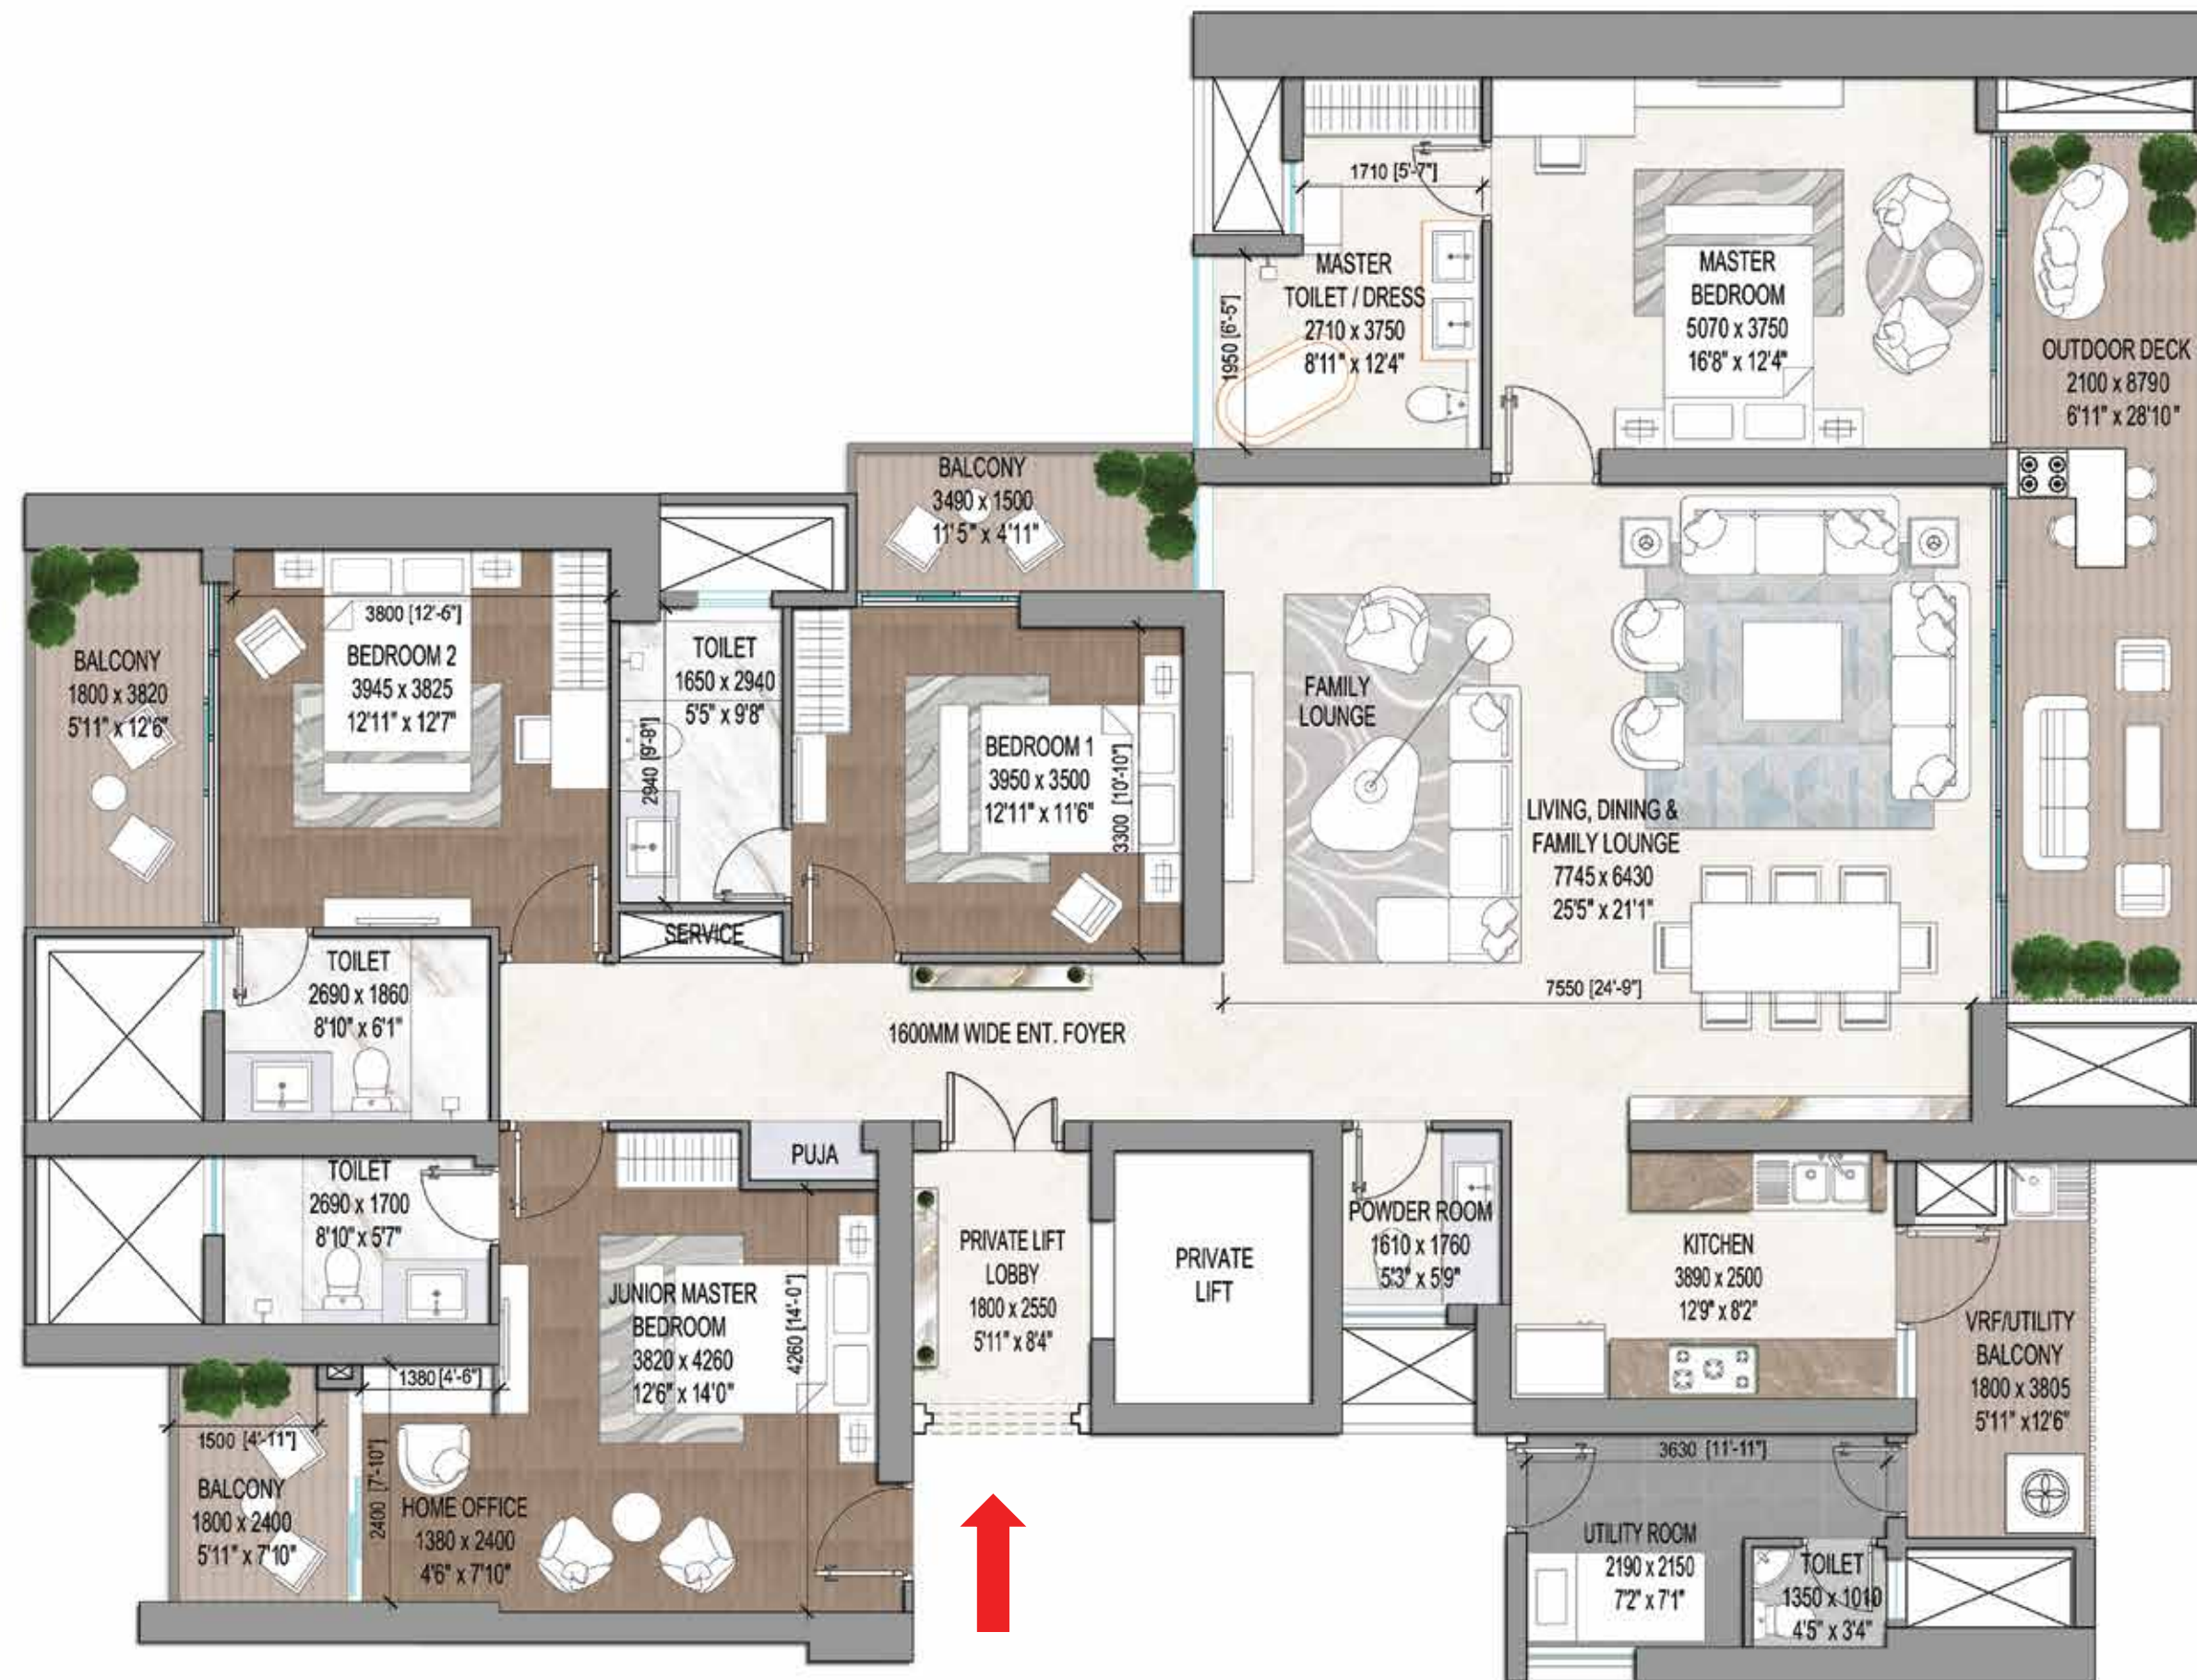 1710 [5'-7"]
MASTER
TOILET / DRESS
2710 x 3750
8'11" x 12'4"
1950 [6'-5"]
MASTER
BEDROOM
5070 x 3750
16'8" x 12'4"
OUTDOOR DECK
2100 x 8790
6'11" x 28'10"
BALCONY
3490 x 1500
11'5" x 4'11"
BALCONY
1800 x 3820
5'11" x 12'6"
3800 [12'-6"]
BEDROOM 2
3945 x 3825
12'11" x 12'7"
TOILET
1650 x 2940
5'5" x 9'8"
2940 [9'-8"]
BEDROOM 1
3950 x 3500
12'11" x 11'6"
3300 [10'-10"]
FAMILY
LOUNGE
LIVING, DINING &
FAMILY LOUNGE
7745 x 6430
25'5" x 21'1"
7550 [24'-9"]
SERVICE
TOILET
2690 x 1860
8'10" x 6'1"
1600MM WIDE ENT. FOYER
TOILET
2690 x 1700
8'10" x 5'7"
PUJA
JUNIOR MASTER
BEDROOM
3820 x 4260
12'6" x 14'0"
4260 [14'-0"]
PRIVATE LIFT
LOBBY
1800 x 2550
5'11" x 8'4"
PRIVATE
LIFT
POWDER ROOM
1610 x 1760
5'3" x 5'9"
KITCHEN
3890 x 2500
12'9" x 8'2"
VRF/UTILITY
BALCONY
1800 x 3805
5'11" x12'6"
1380 [4'-6"]
1500 [4'-11"]
BALCONY
1800 x 2400
5'11" x 7'10"
2400 [7'-10"]
HOME OFFICE
1380 x 2400
4'6" x 7'10"
3630 [11'-11"]
UTILITY ROOM
2190 x 2150
7'2" x 7'1"
TOILET
1350 x 1010
4'5" x 3'4"